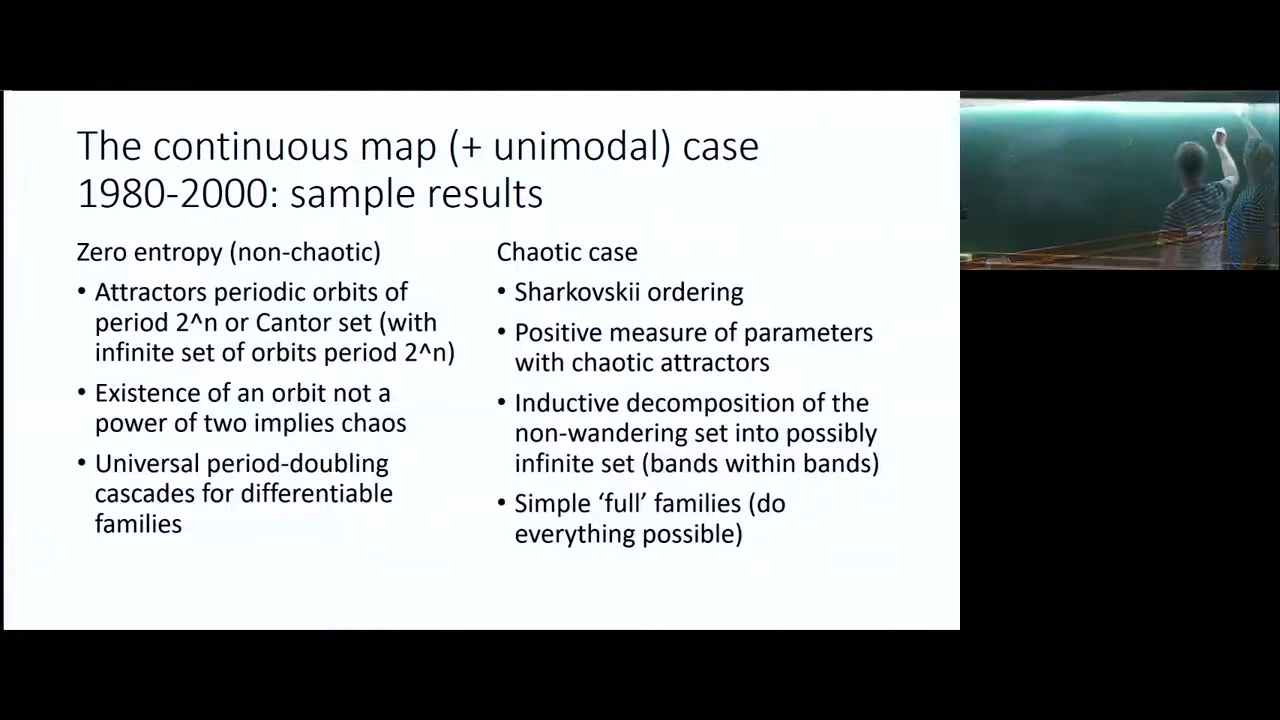 The continuous map (+ unimodal) case
1980-2000: sample results
Zero entropy (non-chaotic)
• Attractors periodic orbits of
period 2^n or Cantor set (with
infinite set of orbits period 2^n)
• Existence of an orbit not a
power of two implies chaos
• Universal period-doubling
cascades for differentiable
families
Chaotic case
• Sharkovskii ordering
• Positive measure of parameters
with chaotic attractors
• Inductive decomposition of the
non-wandering set into possibly
infinite set (bands within bands)
• Simple ‘full’ families (do
everything possible)